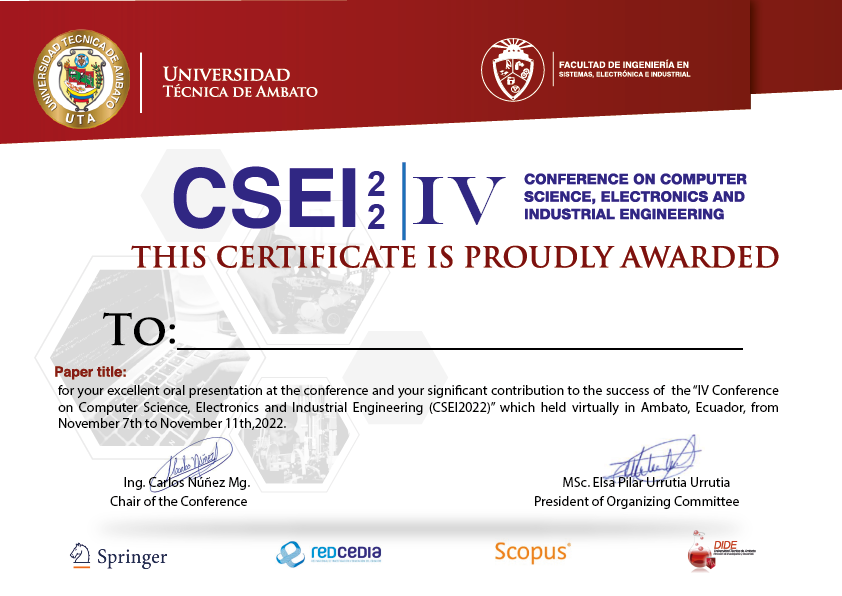 UNIVERSIDAD TECNICA DE AMBATO
UTA
UNIVERSIDAD
TÉCNICA DE AMBATO
FACULTAD DE INGENIERÍA EN
SISTEMAS, ELECTRÓNICA E INDUSTRIAL
CSEI 22 | IV
CONFERENCE ON COMPUTER
SCIENCE, ELECTRONICS AND
INDUSTRIAL ENGINEERING
THIS CERTIFICATE IS PROUDLY AWARDED
TO:
Paper title:
for your excellent oral presentation at the conference and your significant contribution to the success of the "IV Conference
on Computer Science, Electronics and Industrial Engineering (CSEI2022)" which held virtually in Ambato, Ecuador, from
November 7th to November 11th,2022.
Ing. Carlos Núñez Mg.
Chair of the Conference
MSc. Elsa Pilar Urrutia Urrutia
President of Organizing Committee
Springer
redcedia
Scopus®
DIDE